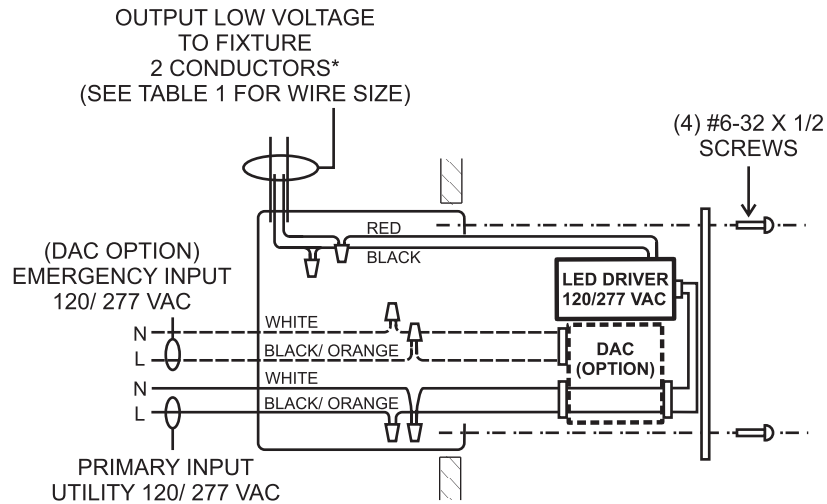 OUTPUT LOW VOLTAGE
TO FIXTURE
2 CONDUCTORS*
(SEE TABLE 1 FOR WIRE SIZE)
(4) #6-32 X 1/2
SCREWS
RED
BLACK
(DAC OPTION)
EMERGENCY INPUT
120/ 277 VAC
LED DRIVER
120/277 VAC
N
WHITE
L
BLACK/ ORANGE
DAC
(OPTION)
N
WHITE
L
BLACK/ ORANGE
PRIMARY INPUT
UTILITY 120/ 277 VAC